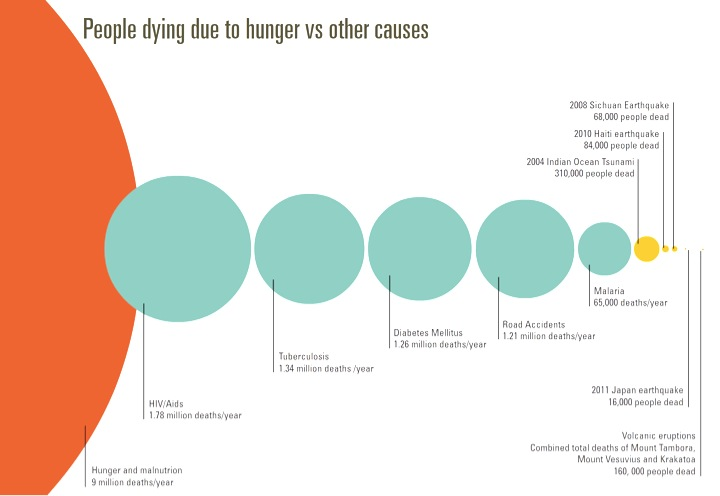 People dying due to hunger vs other causes
2008 Sichuan Earthquake
68,000 people dead
2010 Haiti earthquake
84,000 people dead
2004 Indian Ocean Tsunami
310,000 people dead
Malaria
65,000 deaths/year
Road Accidents
1.21 million deaths/year
Diabetes Mellitus
1.26 million deaths/year
Tuberculosis
1.34 million deaths /year
HIV/Aids
1.78 million deaths/year
Hunger and malnutrion
9 million deaths/year
2011 Japan earthquake
16,000 people dead
Volcanic eruptions
Combined total deaths of Mount Tambora,
Mount Vesuvius and Krakatoa
160, 000 people dead